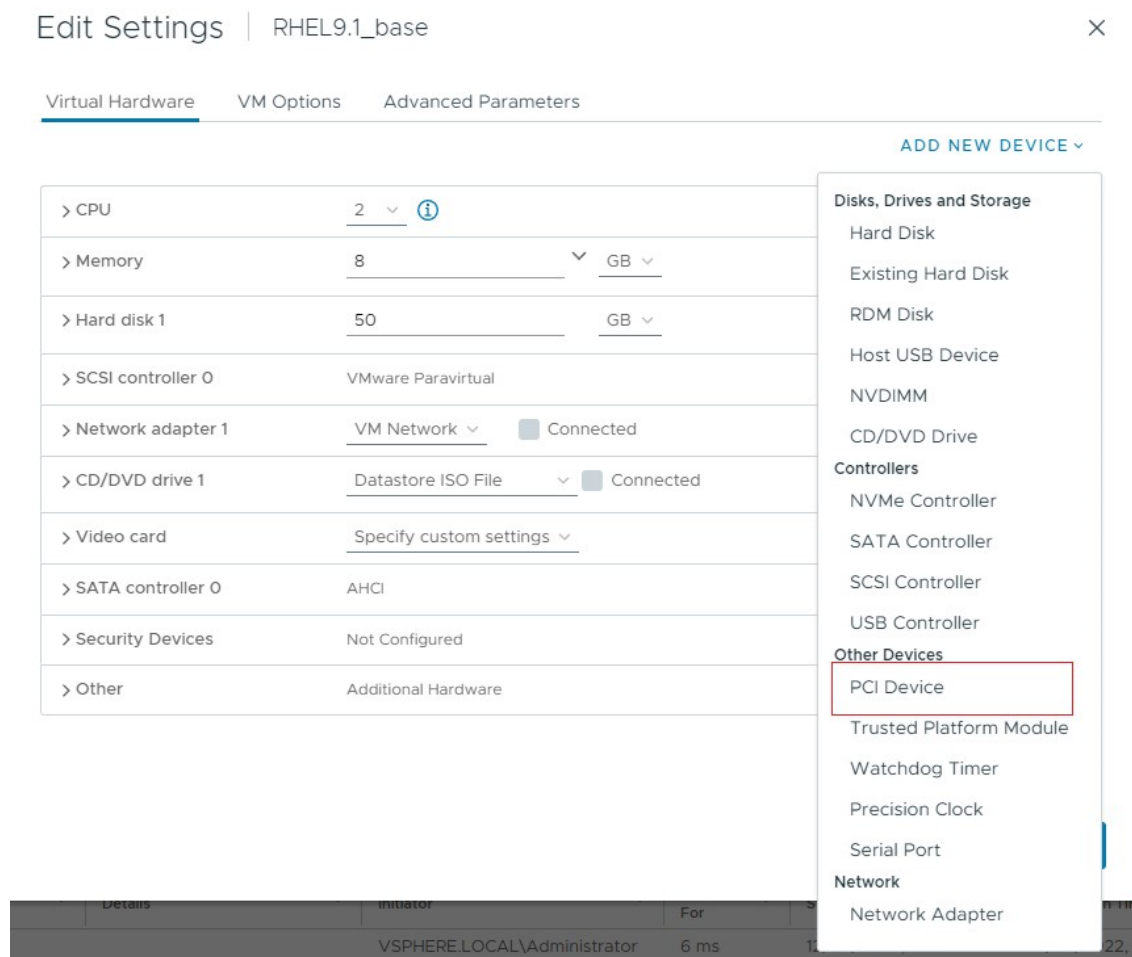 Edit Settings RHEL9.1_base
Virtual Hardware VM Options Advanced Parameters
ADD NEW DEVICE
CPU 2
Memory 8 GB
Hard disk 1 50 GB
SCSI controller 0 VMware Paravirtual
Network adapter 1 VM Network Connected
CD/DVD drive 1 Datastore ISO File Connected
Video card Specify custom settings
SATA controller 0 AHCI
Security Devices Not Configured
Other Additional Hardware
Disks, Drives and Storage
Hard Disk
Existing Hard Disk
RDM Disk
Host USB Device
NVDIMM
CD/DVD Drive
Controllers
NVMe Controller
SATA Controller
SCSI Controller
USB Controller
Other Devices
PCI Device
Trusted Platform Module
Watchdog Timer
Precision Clock
Serial Port
Network
Network Adapter
Details Initiator For
VSPHERE.LOCAL\Administrator 6 ms